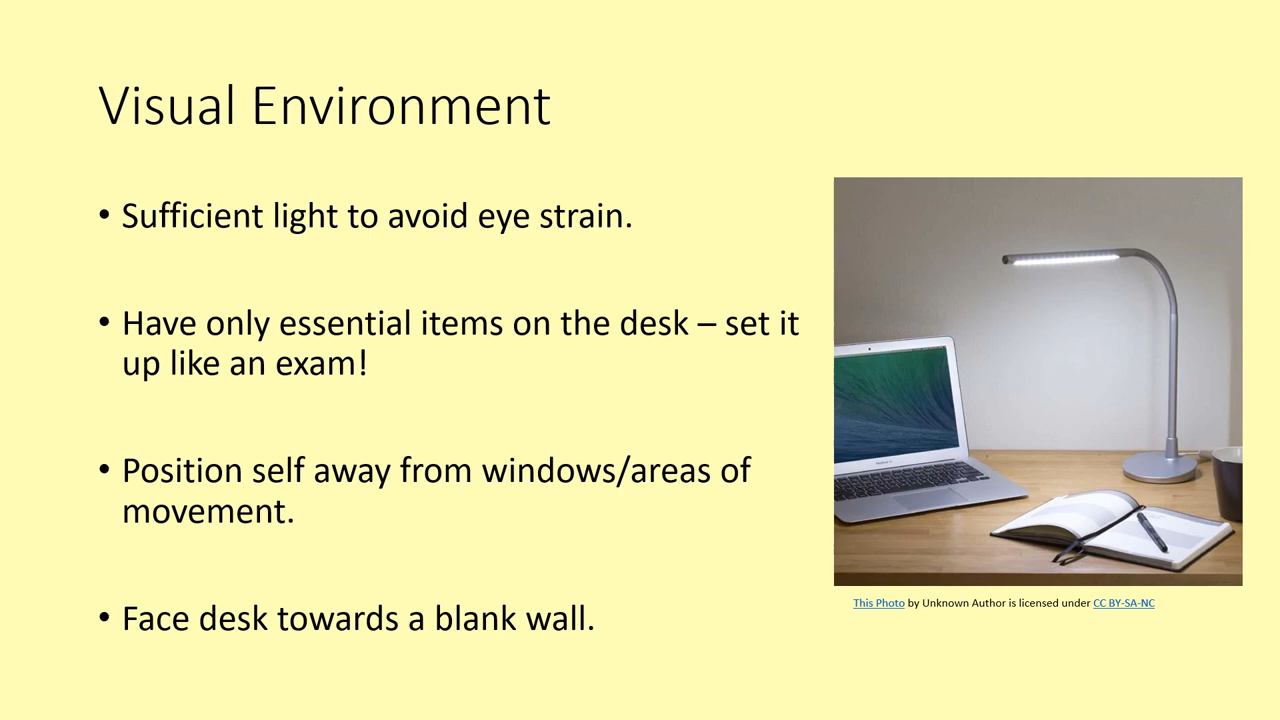 Visual Environment
• Sufficient light to avoid eye strain.
• Have only essential items on the desk – set it
up like an exam!
• Position self away from windows/areas of
movement.
• Face desk towards a blank wall.
This Photo by Unknown Author is licensed under CC BY-SA-NC